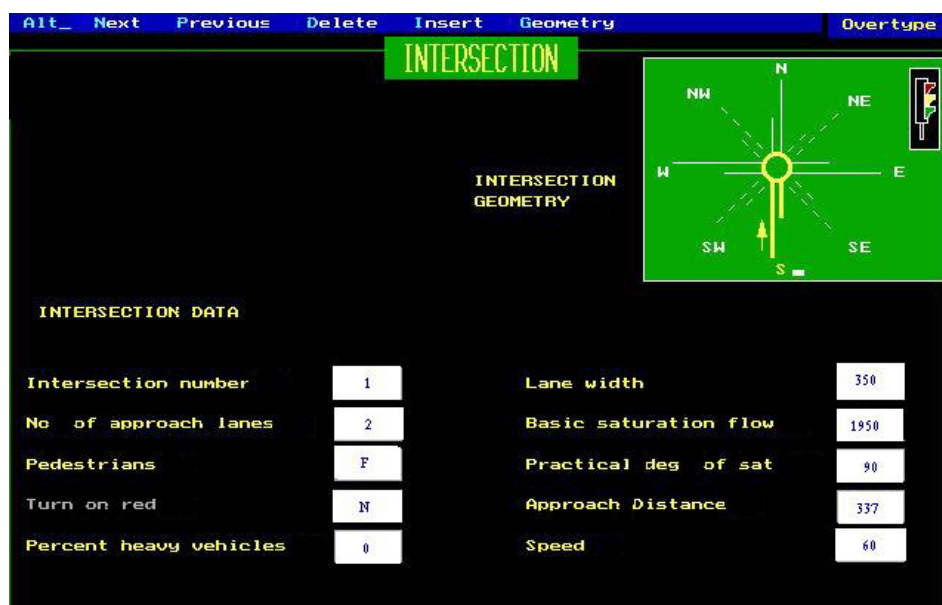 Alt_ Next Previous Delete Insert Geometry Overtype
INTERSECTION
N
NW NE
INTERSECTION
GEOMETRY
W E
SW SE
S
INTERSECTION DATA
Intersection number 1 Lane width 350
No of approach lanes 2 Basic saturation flow 1950
Pedestrians F Practical deg of sat 90
Turn on red N Approach Distance 337
Percent heavy vehicles 0 Speed 60